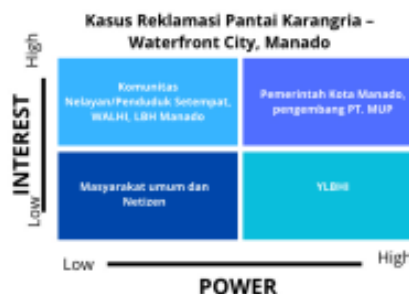 Kasus Reklamasi Pantai Karangria –
Waterfront City, Manado
High
Komunitas
Nelayan/Penduduk Setempat,
WALHI, LBH Manado
Pemerintah Kota Manado,
pengembang PT. MUP
INTEREST
Masyarakat umum dan
Netizen
YLBHI
Low
Low
High
POWER